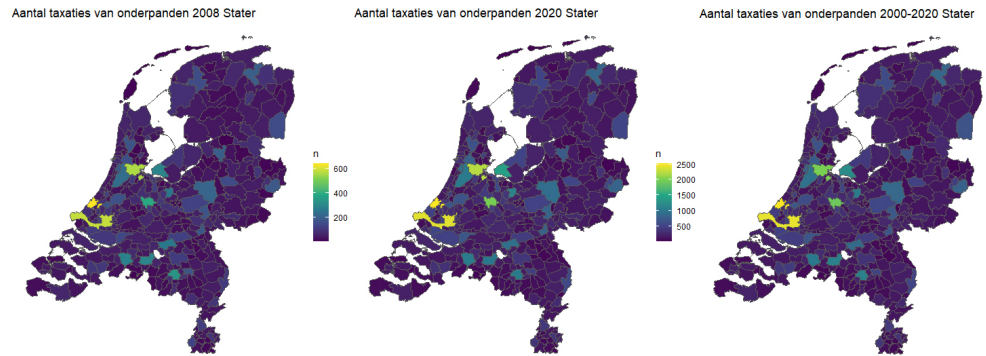 Aantal taxaties van onderpanden 2008 Stater
Aantal taxaties van onderpanden 2020 Stater
Aantal taxaties van onderpanden 2000-2020 Stater
n
600
400
200
n
2500
2000
1500
1000
500